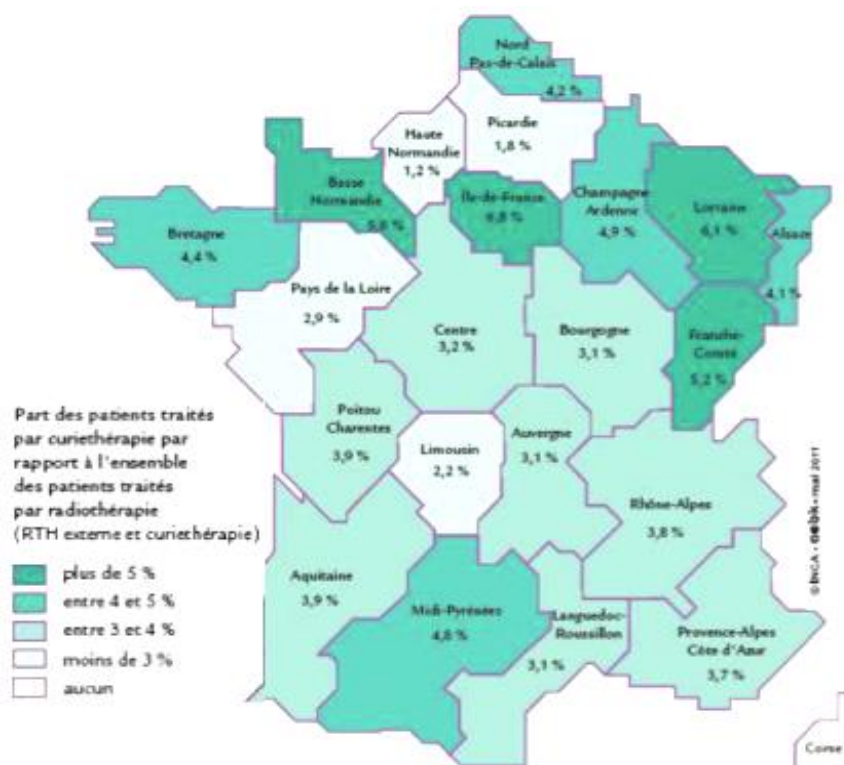 Nord
Pas-de-Calais
4,2 %
Picardie
1,8 %
Haute
Normandie
1,2 %
Basse
Normandie
5,8 %
Île-de-France
6,8 %
Champagne
Ardenne
4,9 %
Lorraine
6,1 %
Alsace
4,1 %
Bretagne
4,4 %
Pays de la Loire
2,9 %
Centre
3,2 %
Bourgogne
3,1 %
Franche-
Comté
5,2 %
Poitou
Charentes
3,9 %
Limousin
2,2 %
Auvergne
3,1 %
Rhône-Alpes
3,8 %
Aquitaine
3,9 %
Midi-Pyrénées
4,8 %
Languedoc-
Roussillon
3,1 %
Provence-Alpes
Côte d'Azur
3,7 %
Corse
Part des patients traités
par curiethérapie par
rapport à l'ensemble
des patients traités
par radiothérapie
(RTH externe et curiethérapie)
plus de 5 %
entre 4 et 5 %
entre 3 et 4 %
moins de 3 %
aucun
© INCA • mai 2011